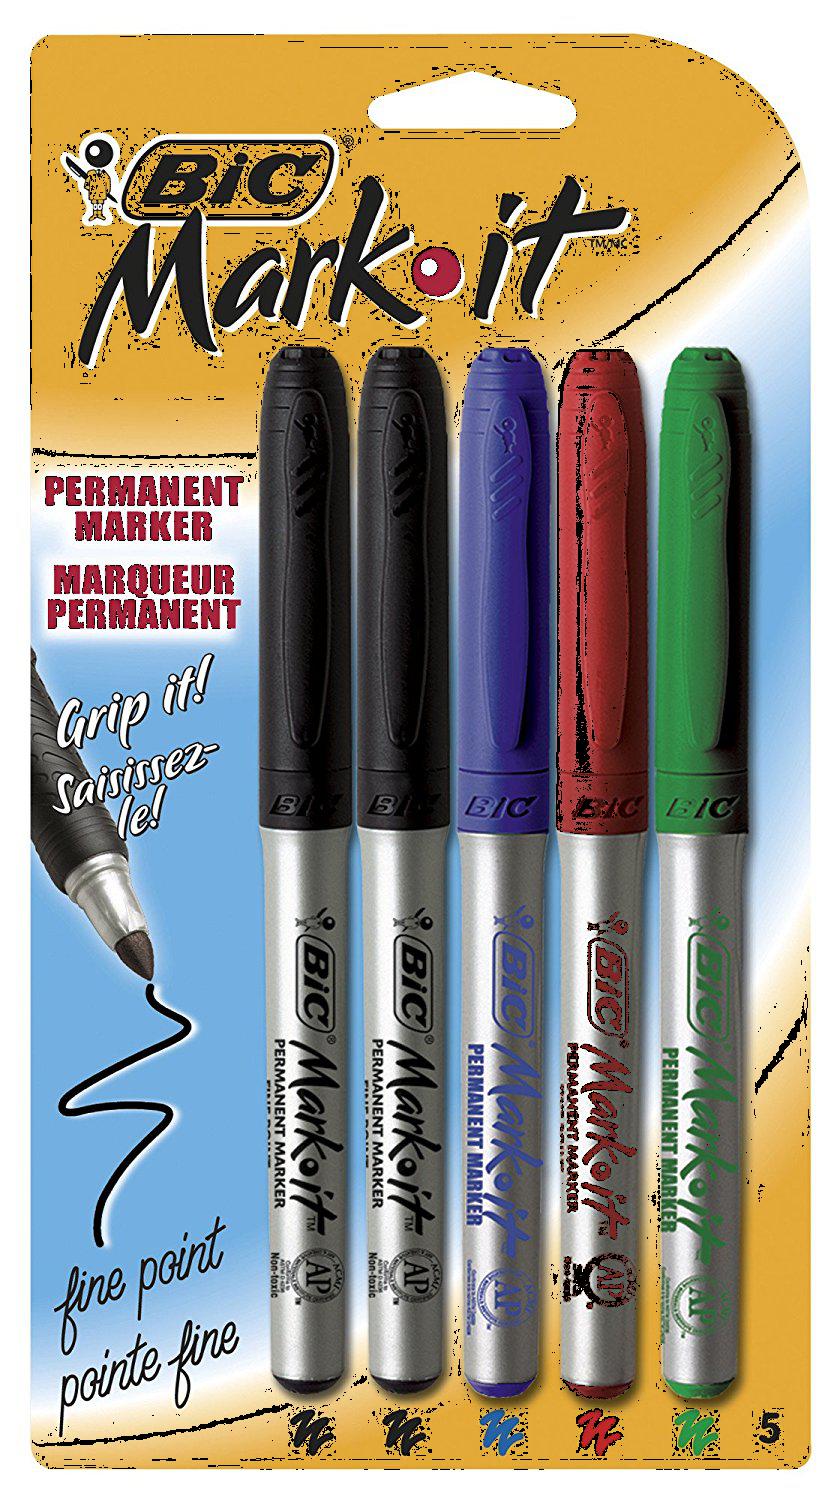 BIC®
Mark it
TM/MC
PERMANENT
MARKER
MARQUEUR
PERMANENT
Grip it!
Saisissez-
le!
fine point
pointe fine
BIC
BIC
BIC
BIC
BIC
BIC®
Mark it™
PERMANENT MARKER
AP
Non-toxic
BIC®
Mark it™
PERMANENT MARKER
AP
Non-toxic
BIC
Mark it
PERMANENT MARKER
AP
BIC
Mark it
PERMANENT MARKER
AP
BIC
Mark it
PERMANENT MARKER
AP
5